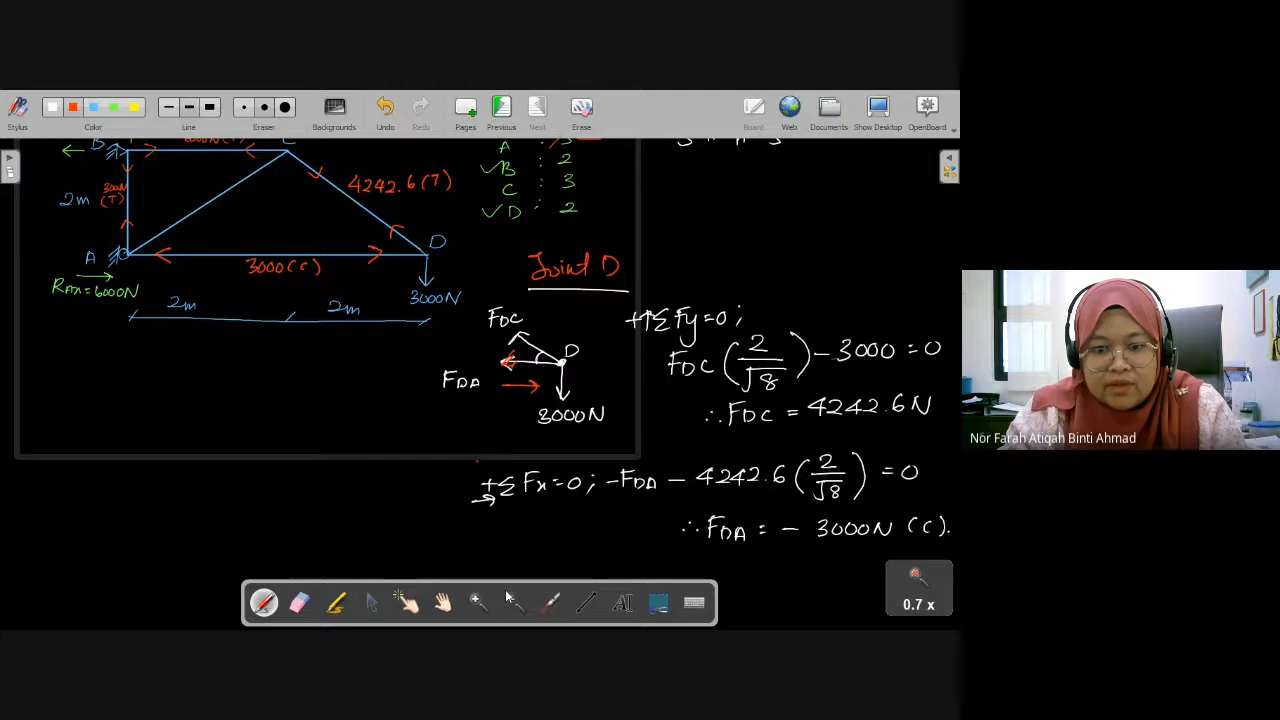 Stylus
Color
Line
Eraser
Backgrounds
Undo
Redo
Pages
Previous
Next
Erase
Board
Web
Documents
Show Desktop
OpenBoard
B
C
2m
3000N
(T)
4242.6 (T)
A
3000 (C)
D
RAx = 6000N
2m
2m
3000N
A : 3
✓B : 2
C : 3
✓D : 2
Joint D
FDC
D
FDA
3000N
+↑ΣFy=0;
FDC (2/√8) - 3000 = 0
∴ FDC = 4242.6 N
+→ΣFx=0; -FDA - 4242.6 (2/√8) = 0
∴ FDA = - 3000N (C).
Nor Farah Atiqah Binti Ahmad
0.7 x